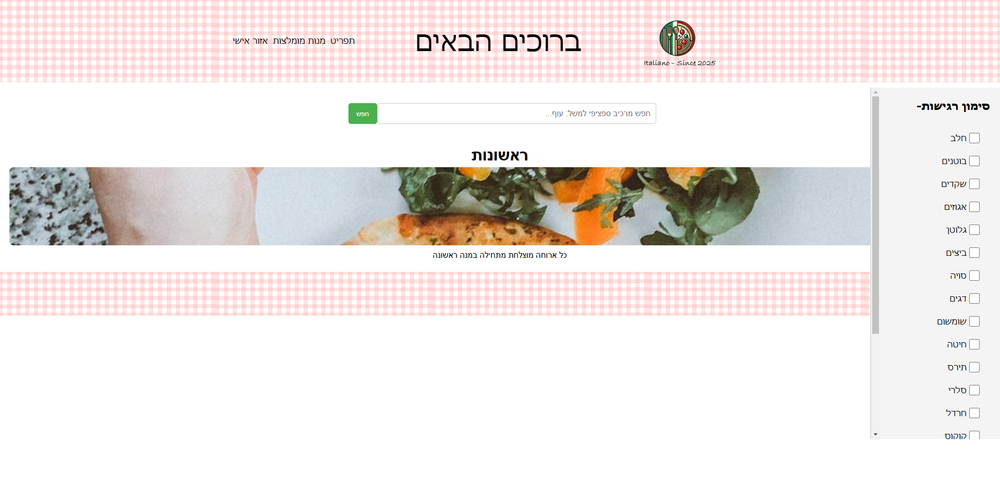 Italiano – Since 2025
ברוכים הבאים
תפריט מנות מומלצות אזור אישי
סימון רגישות-
חלב
בוטנים
שקדים
אגוזים
גלוטן
ביצים
סויה
דגים
שומשום
חיטה
תירס
סלרי
חרדל
קוקוס
חפש מרכיב ספציפי למשל: עוף...
חפש
ראשונות
כל ארוחה מוצלחת מתחילה במנה ראשונה